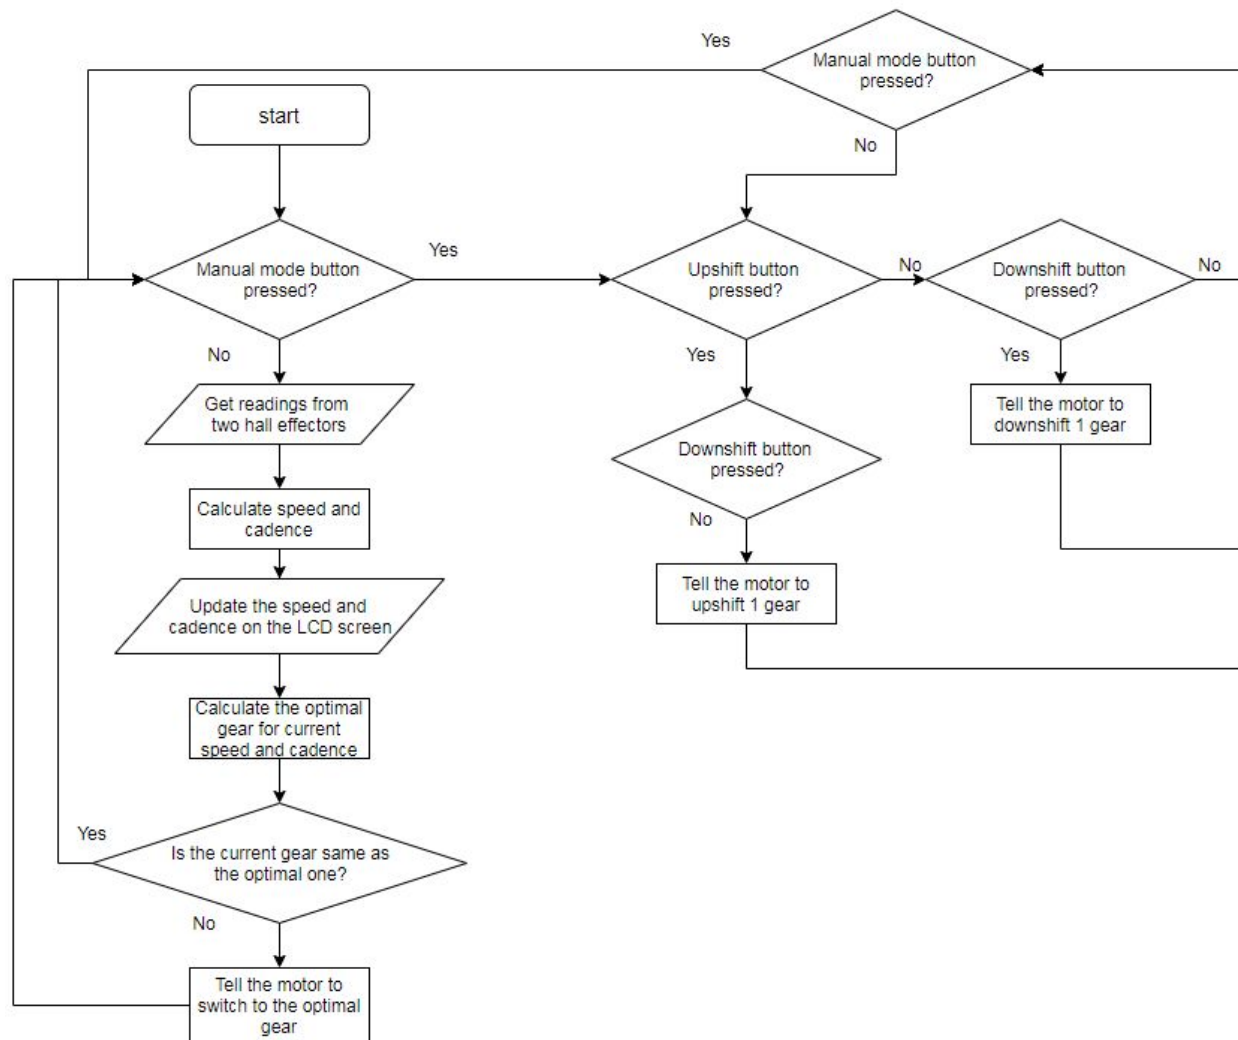 Yes
Manual mode button
pressed?
start
No
Manual mode button
pressed?
Yes
Upshift button
pressed?
No
Downshift button
pressed?
No
No
Yes
Yes
Get readings from
two hall effectors
Tell the motor to
downshift 1 gear
Downshift button
pressed?
Calculate speed and
cadence
No
Tell the motor to
upshift 1 gear
Update the speed and
cadence on the LCD screen
Calculate the optimal
gear for current
speed and cadence
Yes
Is the current gear same as
the optimal one?
No
Tell the motor to
switch to the optimal
gear